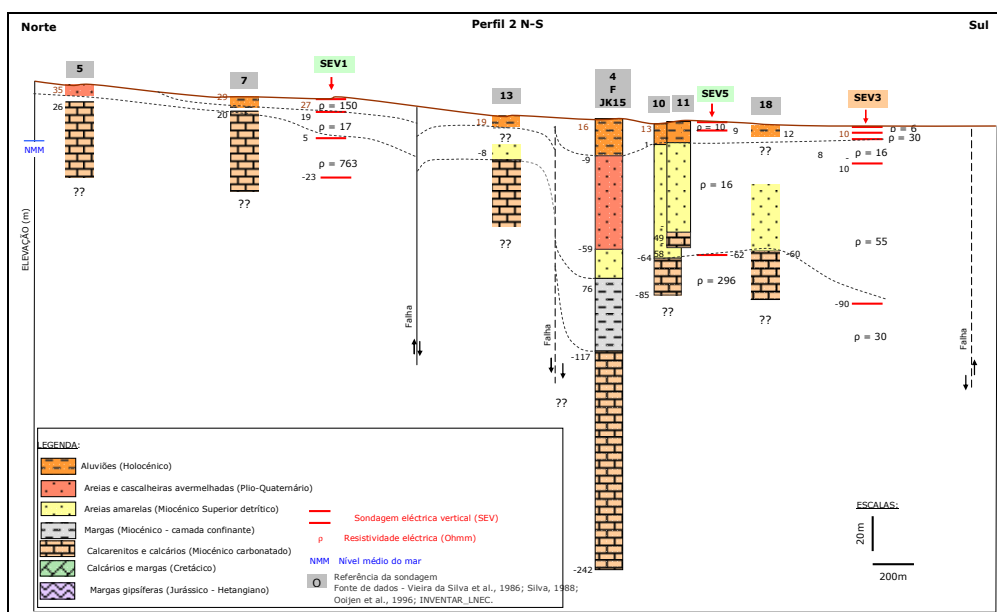 Norte
Perfil 2 N-S
Sul
5
7
SEV1
13
4
F
JK15
10
11
SEV5
18
SEV3
35
26
29
20
27
ρ = 150
19
ρ = 17
5
ρ = 763
-23
19
??
-8
16
-9
-59
76
-117
-242
13
1
ρ = 10
9
12
??
10
ρ = 6
ρ = 30
8
ρ = 16
-
10
ρ = 16
-
49
-
58
-64
-62
-60
ρ = 55
ρ = 296
-85
-90
ρ = 30
NMM
ELEVAÇÃO (m)
??
??
??
??
??
??
Falha
Falha
Falha
LEGENDA:
Aluviões (Holocénico)
Areias e cascalheiras avermelhadas (Plio-Quaternário)
Areias amarelas (Miocénico Superior detrítico)
Margas (Miocénico - camada confinante)
Calcarenitos e calcários (Miocénico carbonatado)
Calcários e margas (Cretácico)
Margas gipsíferas (Jurássico - Hetangiano)
Sondagem eléctrica vertical (SEV)
ρ Resistividade eléctrica (Ohmm)
NMM Nível médio do mar
O Referência da sondagem
Fonte de dados - Vieira da Silva et al., 1986; Silva, 1988;
Ooijen et al., 1996; INVENTAR_LNEC.
ESCALAS:
20m
200m